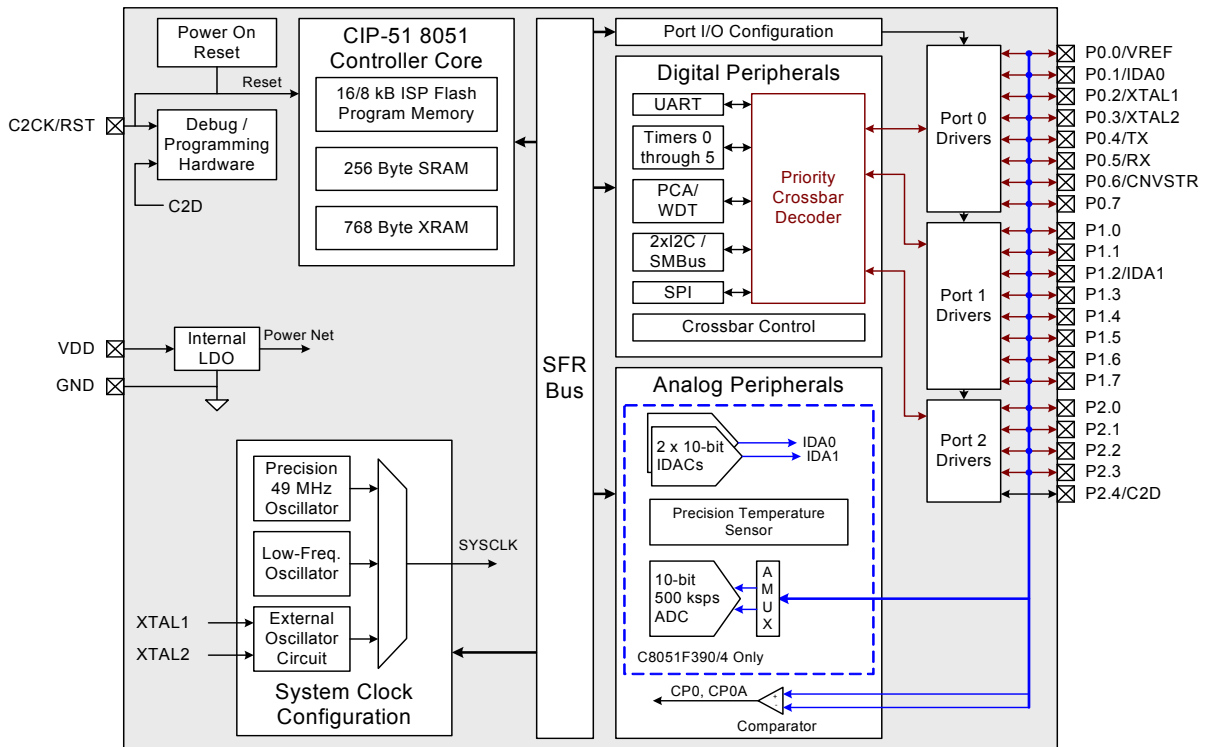 Power On
Reset
Reset
C2CK/RST
Debug /
Programming
Hardware
C2D
CIP-51 8051
Controller Core
16/8 kB ISP Flash
Program Memory
256 Byte SRAM
768 Byte XRAM
VDD
GND
Internal
LDO
Power Net
Precision
49 MHz
Oscillator
Low-Freq.
Oscillator
External
Oscillator
Circuit
XTAL1
XTAL2
SYSCLK
System Clock
Configuration
SFR
Bus
Port I/O Configuration
Digital Peripherals
UART
Timers 0
through 5
PCA/
WDT
2xI2C /
SMBus
SPI
Priority
Crossbar
Decoder
Crossbar Control
Analog Peripherals
2 x 10-bit
IDACs
IDA0
IDA1
Precision Temperature
Sensor
10-bit
500 ksps
ADC
A
M
U
X
C8051F390/4 Only
CP0, CP0A
+
-
Comparator
Port 0
Drivers
Port 1
Drivers
Port 2
Drivers
P0.0/VREF
P0.1/IDA0
P0.2/XTAL1
P0.3/XTAL2
P0.4/TX
P0.5/RX
P0.6/CNVSTR
P0.7
P1.0
P1.1
P1.2/IDA1
P1.3
P1.4
P1.5
P1.6
P1.7
P2.0
P2.1
P2.2
P2.3
P2.4/C2D